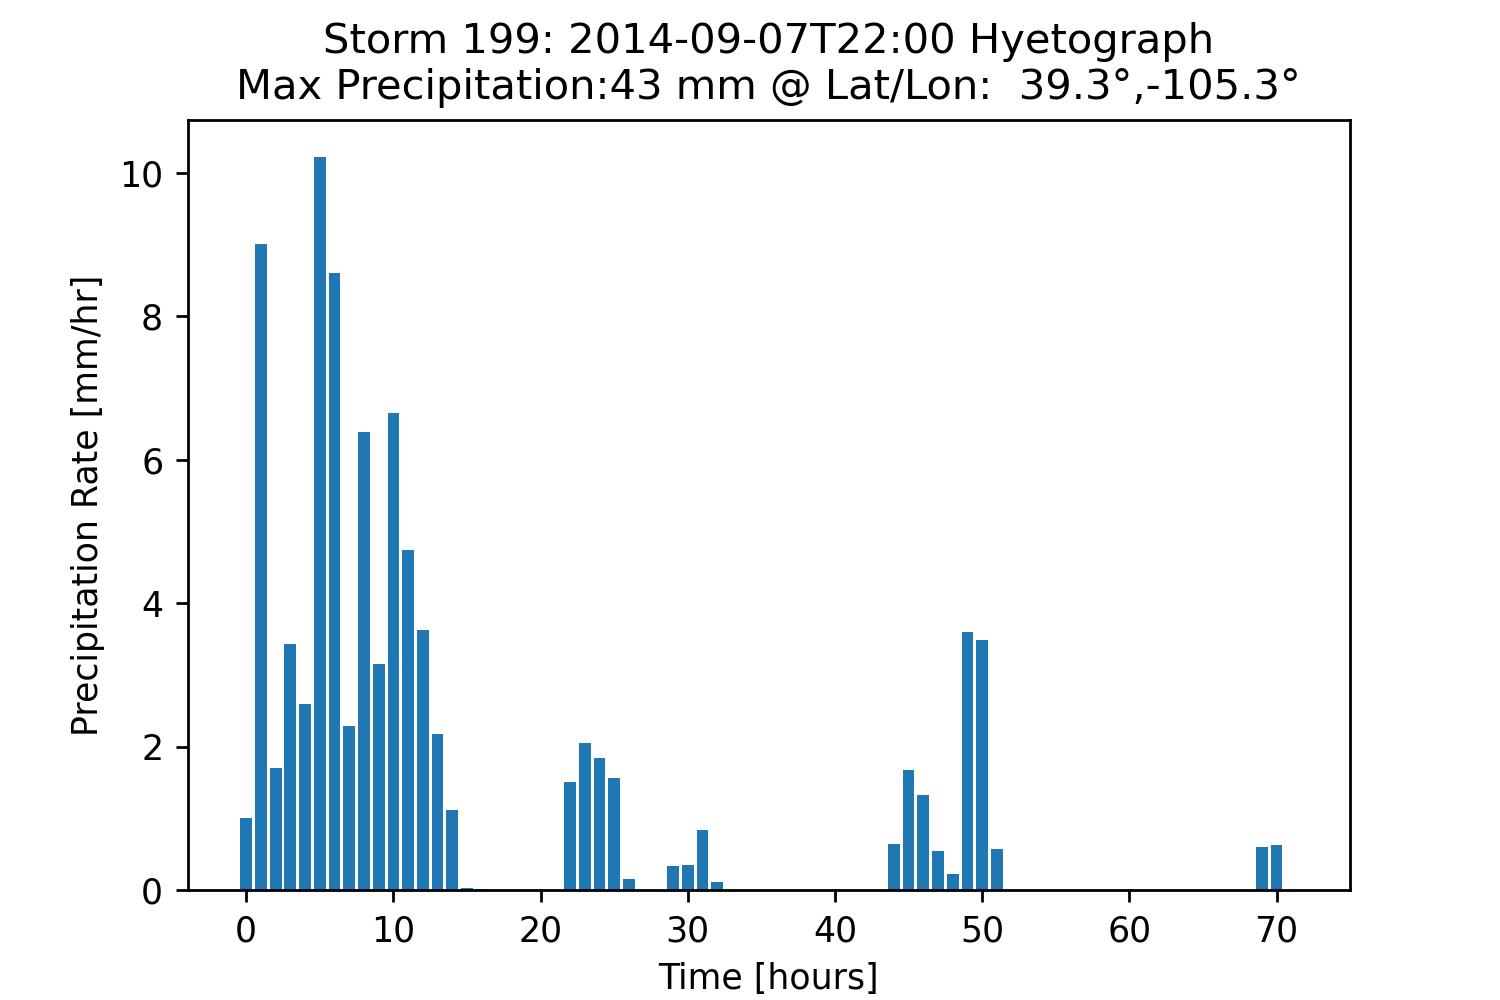 Storm 199: 2014-09-07T22:00 Hyetograph
Max Precipitation:43 mm @ Lat/Lon:  39.3°,-105.3°
10
8
6
4
2
0
Precipitation Rate [mm/hr]
0 10 20 30 40 50 60 70
Time [hours]